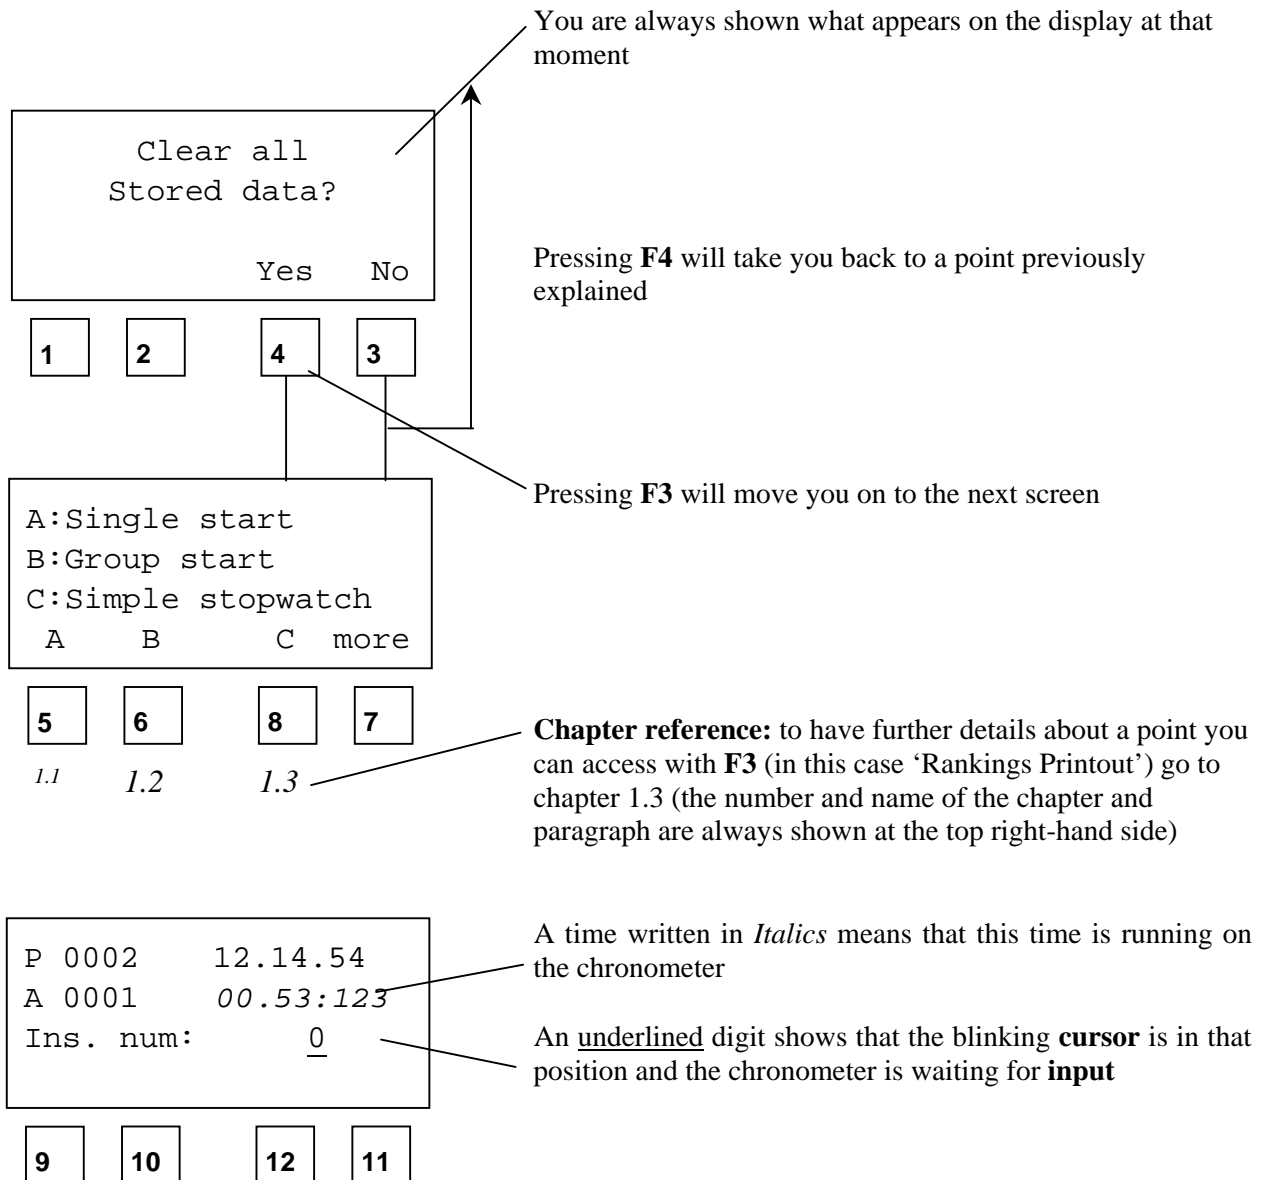 You are always shown what appears on the display at that
moment
Clear all
Stored data?
Yes No
Pressing F4 will take you back to a point previously
explained
1 2 4 3
Pressing F3 will move you on to the next screen
A:Single start
B:Group start
C:Simple stopwatch
A B C more
5 6 8 7
1.1 1.2 1.3
Chapter reference: to have further details about a point you
can access with F3 (in this case ‘Rankings Printout’) go to
chapter 1.3 (the number and name of the chapter and
paragraph are always shown at the top right-hand side)
P 0002 12.14.54
A 0001 00.53:123
Ins. num: 0
A time written in Italics means that this time is running on
the chronometer
An underlined digit shows that the blinking cursor is in that
position and the chronometer is waiting for input
9 10 12 11